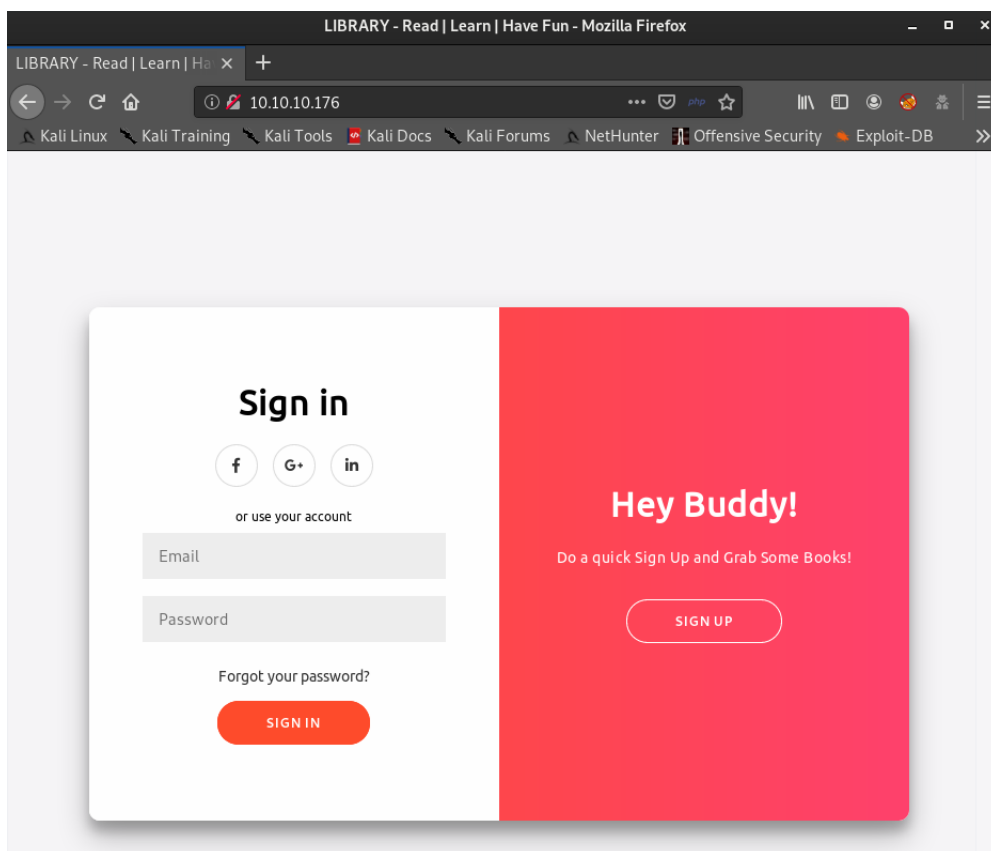 LIBRARY - Read | Learn | Have Fun - Mozilla Firefox
LIBRARY - Read | Learn | Ha
10.10.10.176
php
Kali Linux Kali Training Kali Tools Kali Docs Kali Forums NetHunter Offensive Security Exploit-DB
Sign in
f G+ in
or use your account
Email
Password
Forgot your password?
SIGN IN
Hey Buddy!
Do a quick Sign Up and Grab Some Books!
SIGN UP